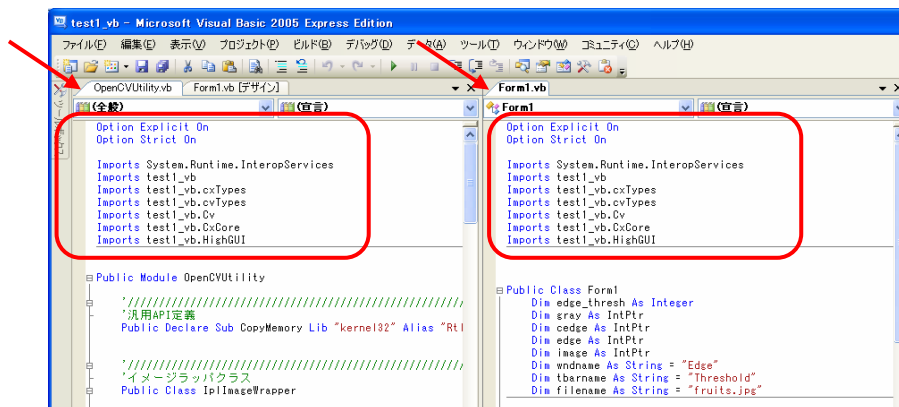 test1_vb - Microsoft Visual Basic 2005 Express Edition
ファイル(F) 編集(E) 表示(V) プロジェクト(P) ビルド(B) デバッグ(D) データ(A) ツール(T) ウィンドウ(W) コミュニティ(C) ヘルプ(H)
OpenCVUtility.vb Form1.vb [デザイン]
(全般) (宣言)
Option Explicit On
Option Strict On
Imports System.Runtime.InteropServices
Imports test1_vb
Imports test1_vb.cxTypes
Imports test1_vb.cvTypes
Imports test1_vb.Cv
Imports test1_vb.CxCore
Imports test1_vb.HighGUI
Public Module OpenCVUtility
'//////////////////////////////////////////////
'汎用API定義
Public Declare Sub CopyMemory Lib "kernel32" Alias "Rtl
'//////////////////////////////////////////////
'イメージラッパクラス
Public Class IplImageWrapper
Form1.vb
Form1 (宣言)
Option Explicit On
Option Strict On
Imports System.Runtime.InteropServices
Imports test1_vb
Imports test1_vb.cxTypes
Imports test1_vb.cvTypes
Imports test1_vb.Cv
Imports test1_vb.CxCore
Imports test1_vb.HighGUI
Public Class Form1
Dim edge_thresh As Integer
Dim gray As IntPtr
Dim cedge As IntPtr
Dim edge As IntPtr
Dim image As IntPtr
Dim wndname As String = "Edge"
Dim tbarname As String = "Threshold"
Dim filename As String = "fruits.jpg"